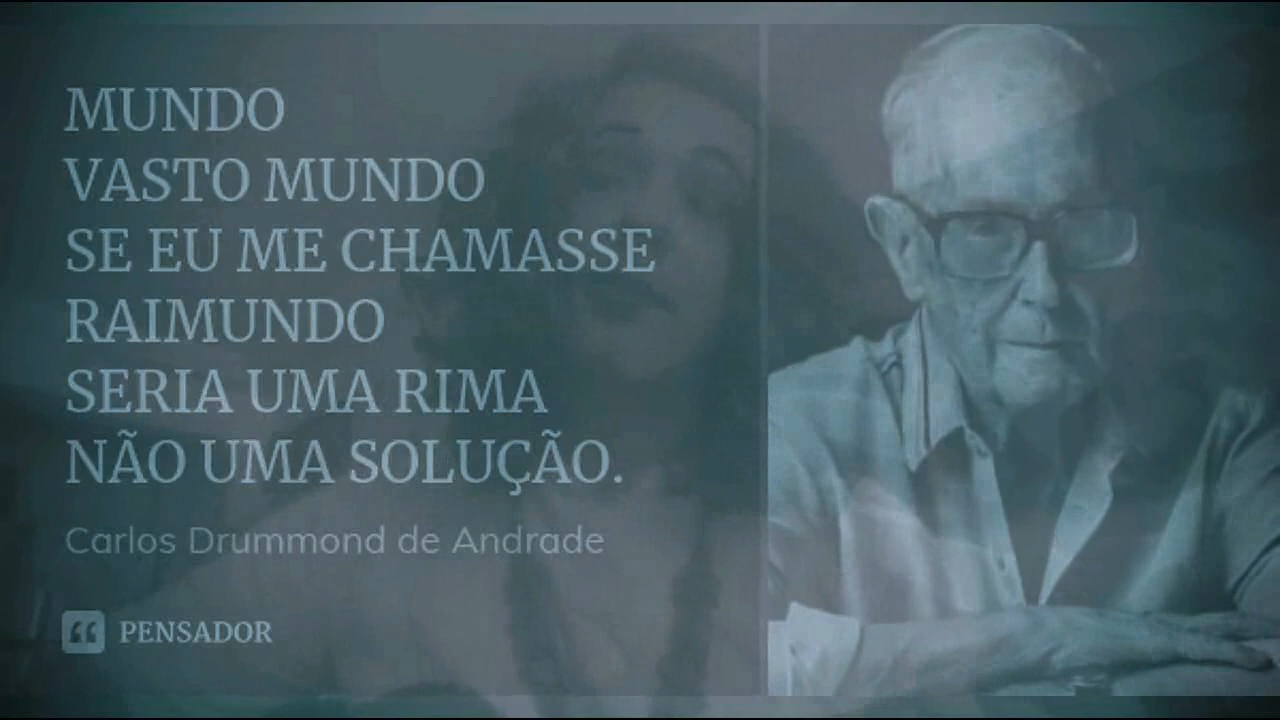 MUNDO
VASTO MUNDO
SE EU ME CHAMASSE
RAIMUNDO
SERIA UMA RIMA
NÃO UMA SOLUÇÃO.
Carlos Drummond de Andrade
PENSADOR